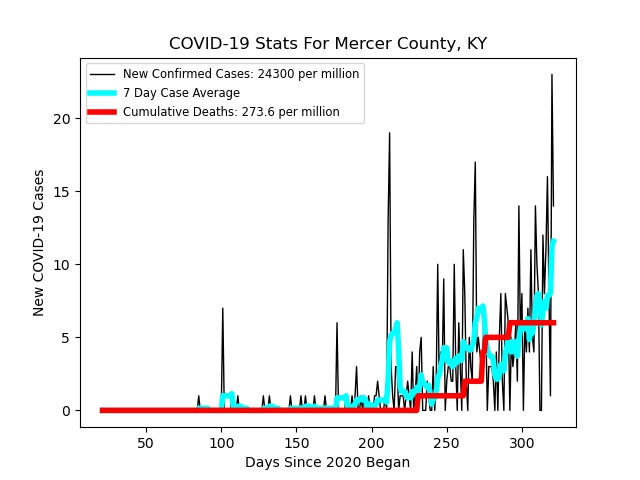 COVID-19 Stats For Mercer County, KY
New Confirmed Cases: 24300 per million
7 Day Case Average
Cumulative Deaths: 273.6 per million
New COVID-19 Cases
20
15
10
5
0
50 100 150 200 250 300
Days Since 2020 Began